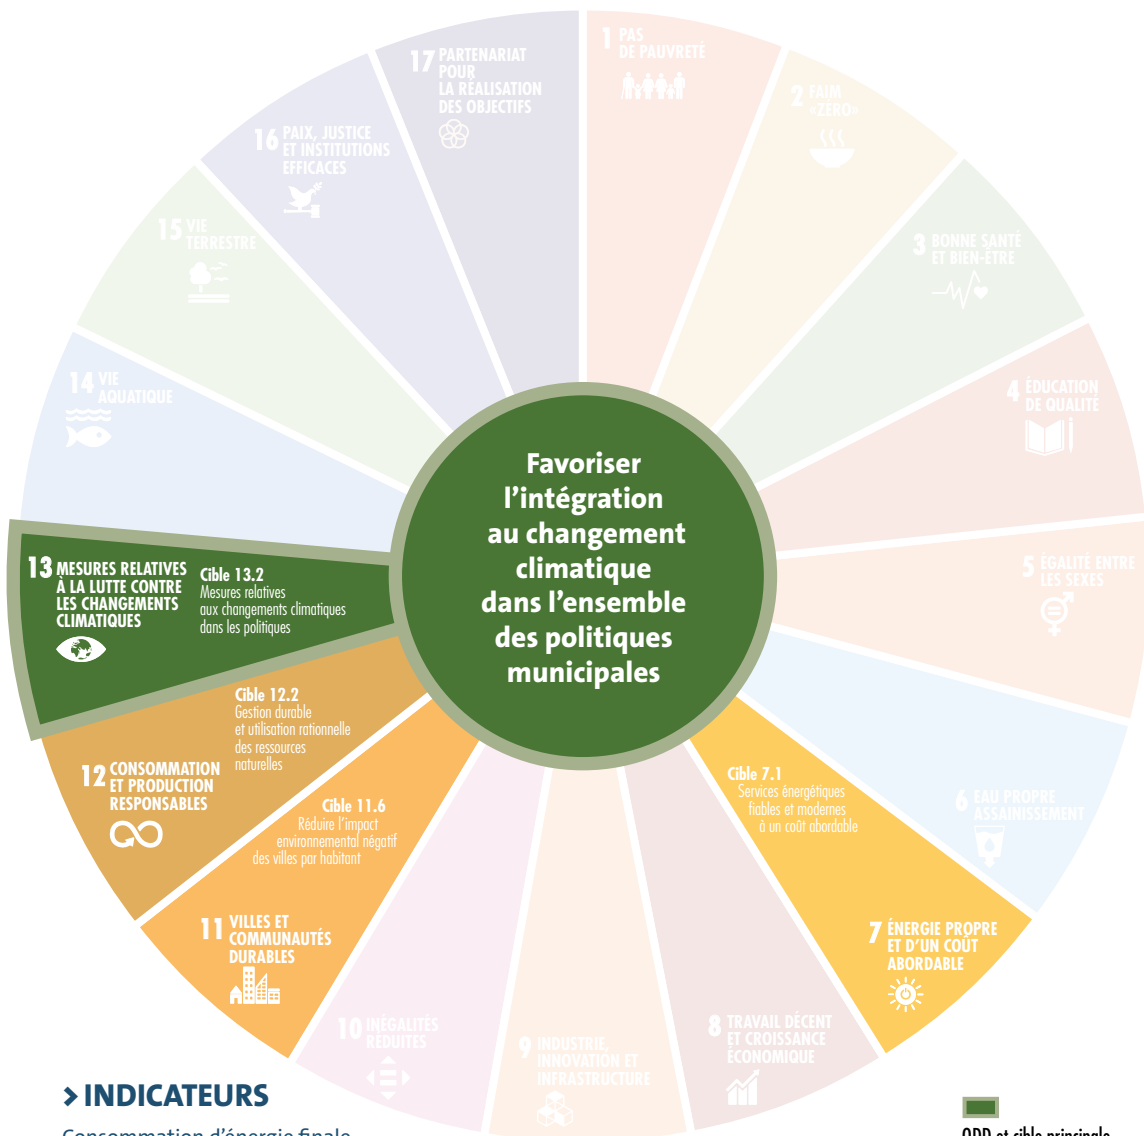 1 PAS
DE PAUVRETÉ
2 FAIM
«ZÉRO»
3 BONNE SANTÉ
ET BIEN-ÊTRE
4 ÉDUCATION
DE QUALITÉ
5 ÉGALITÉ ENTRE
LES SEXES
6 EAU PROPRE
ASSAINISSEMENT
7 ÉNERGIE PROPRE
ET D'UN COÛT
ABORDABLE
Cible 7.1
Services énergétiques
fiables et modernes
à un coût abordable
8 TRAVAIL DÉCENT
ET CROISSANCE
ÉCONOMIQUE
9 INDUSTRIE,
INNOVATION ET
INFRASTRUCTURE
10 INÉGALITÉS
RÉDUITES
11 VILLES ET
COMMUNAUTÉS
DURABLES
Cible 11.6
Réduire l'impact
environnemental négatif
des villes par habitant
12 CONSOMMATION
ET PRODUCTION
RESPONSABLES
Cible 12.2
Gestion durable
et utilisation rationnelle
des ressources
naturelles
13 MESURES RELATIVES
À LA LUTTE CONTRE
LES CHANGEMENTS
CLIMATIQUES
Cible 13.2
Mesures relatives
aux changements climatiques
dans les politiques
14 VIE
AQUATIQUE
15 VIE
TERRESTRE
16 PAIX, JUSTICE
ET INSTITUTIONS
EFFICACES
17 PARTENARIAT
POUR
LA RÉALISATION
DES OBJECTIFS
Favoriser
l'intégration
au changement
climatique
dans l'ensemble
des politiques
municipales
> INDICATEURS
Consommation d'énergie finale
ODD et cible principale